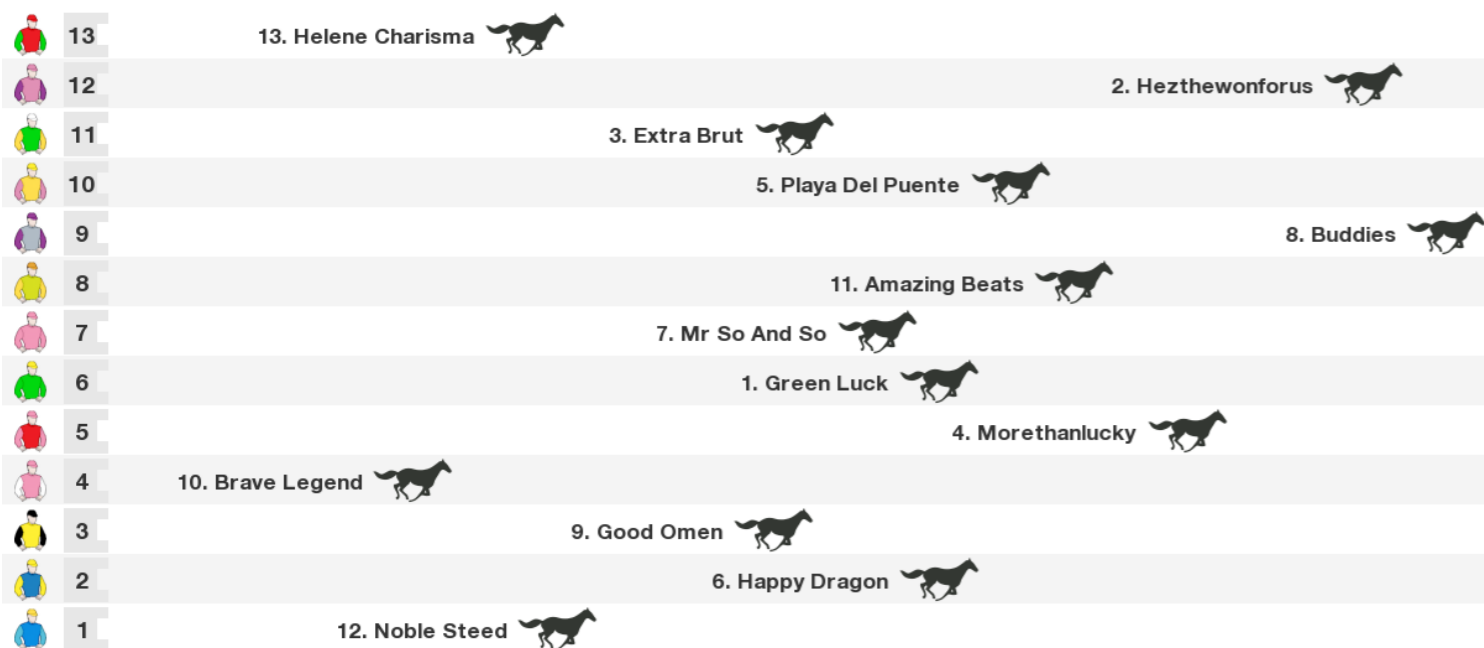 13 13. Helene Charisma
12 2. Hezthewonforus
11 3. Extra Brut
10 5. Playa Del Puente
9 8. Buddies
8 11. Amazing Beats
7 7. Mr So And So
6 1. Green Luck
5 4. Morethanlucky
4 10. Brave Legend
3 9. Good Omen
2 6. Happy Dragon
1 12. Noble Steed